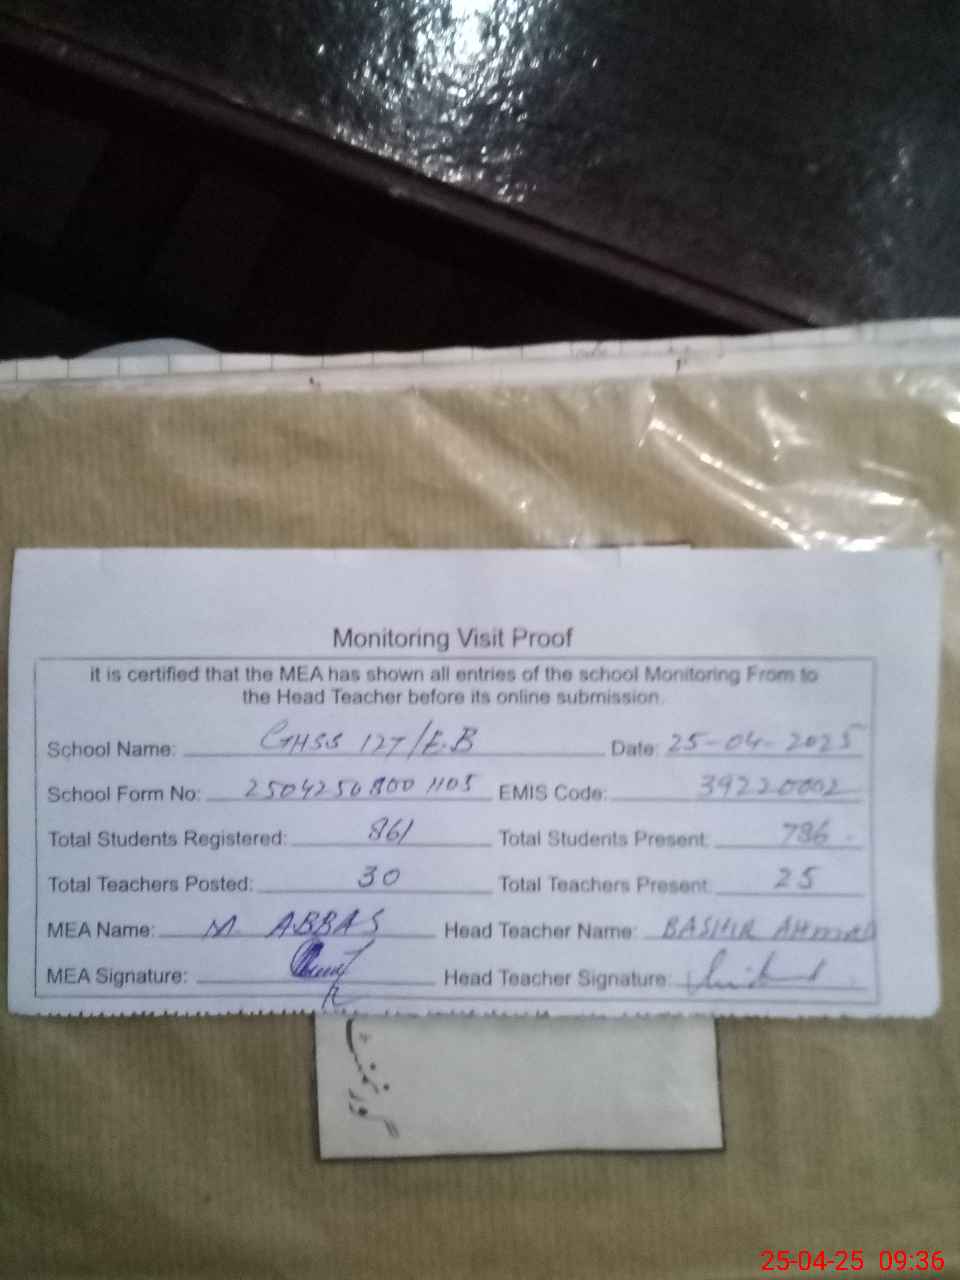 Monitoring Visit Proof
it is certified that the MEA has shown all entries of the school Monitoring From to
the Head Teacher before its online submission.
School Name: GHSS 127/E.B Date: 25-04-2025
School Form No: 2504250800 1105 EMIS Code: 39220002
Total Students Registered: 861 Total Students Present: 786
Total Teachers Posted: 30 Total Teachers Present: 25
MEA Name: M ABBAS Head Teacher Name: BASHIR AHMAD
MEA Signature: Head Teacher Signature:
گورنمنٹ
25-04-25 09:36